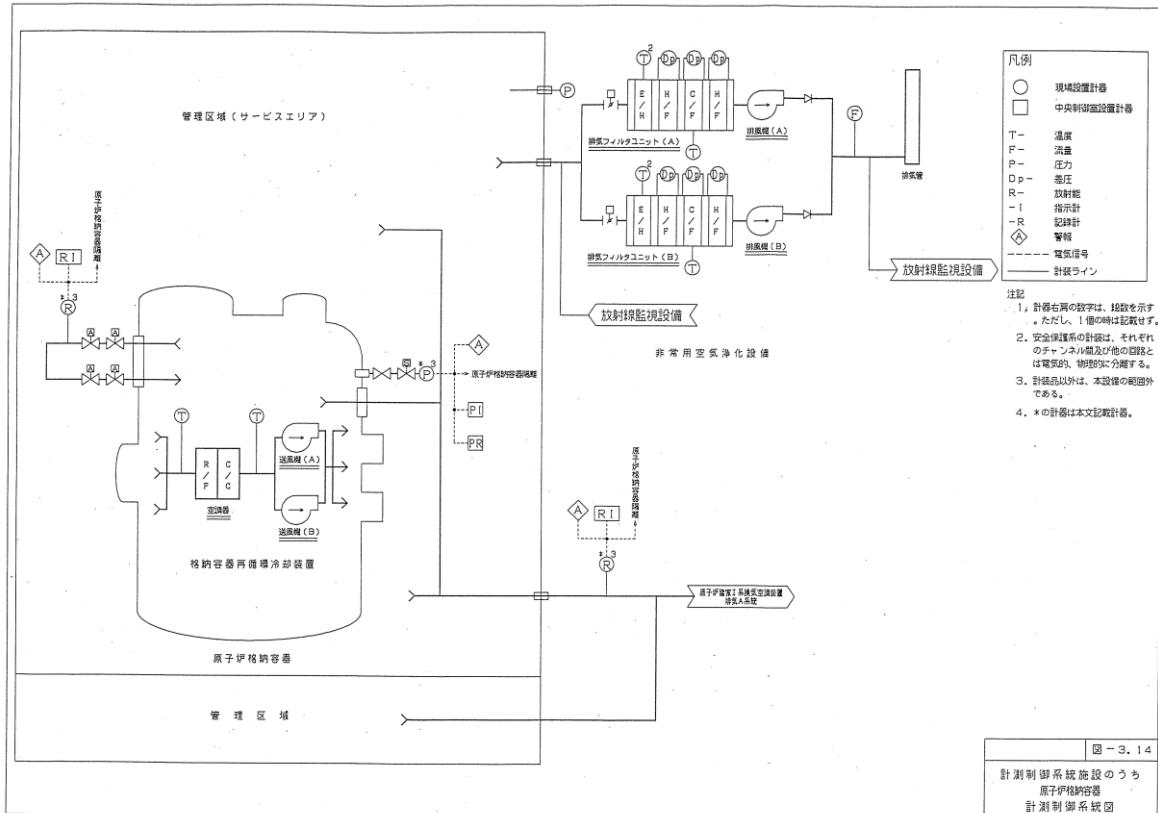 管理区域(サービスエリア)
P
2
T
Dp
Dp
Dp
E/H
H/F
C/F
H/F
排気フィルタユニット(A)
T
排風機(A)
2
T
Dp
Dp
Dp
E/H
H/F
C/F
H/F
排気フィルタユニット(B)
T
排風機(B)
F
排気管
放射線監視設備
放射線監視設備
非常用空気浄化設備
凡例
現場設置計器
中央制御室設置計器
T- 温度
F- 流量
P- 圧力
Dp- 差圧
R- 放射能
-I 指示計
-R 記録計
A 警報
電気信号
計装ライン
注記
1. 計器右肩の数字は、総数を示す
。ただし、1個の時は記載せず。
2. 安全保護系の計装は、それぞれ
のチャンネル間及び他の回路と
は電気的、物理的に分離する。
3. 計装品以外は、本設備の範囲外
である。
4. *の計器は本文記載計器。
原子炉格納容器隔離
A
RI
* 3
R
A
A
A
A
* 3
P
A
原子炉格納容器隔離
PI
PR
T
T
R/F
C/C
空調器
送風機(A)
送風機(B)
格納容器再循環冷却装置
原子炉格納容器
原子炉格納容器隔離
A
RI
* 3
R
原子炉建家Ⅰ系換気空調装置
排気A系統
管理区域
図-3.14
計測制御系統施設のうち
原子炉格納容器
計測制御系統図